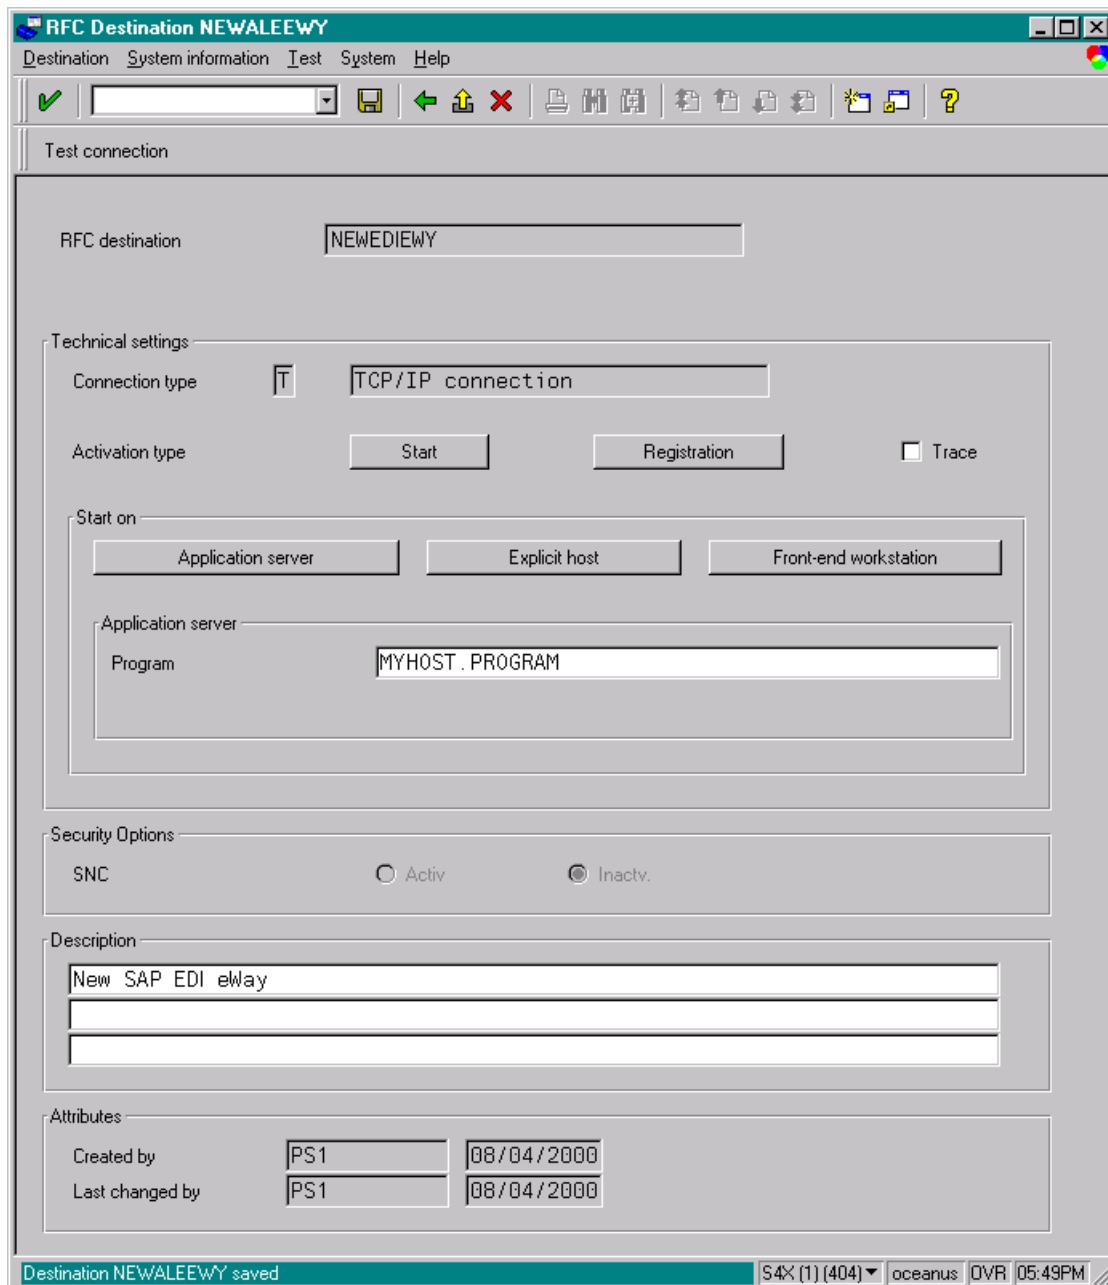 RFC Destination NEWALEEWY
Destination System information Test System Help
Test connection
RFC destination NEWEDIEWY
Technical settings
Connection type T TCP/IP connection
Activation type Start Registration Trace
Start on
Application server Explicit host Front-end workstation
Application server
Program MYHOST.PROGRAM
Security Options
SNC Activ Inactv.
Description
New SAP EDI eWay
Attributes
Created by PS1 08/04/2000
Last changed by PS1 08/04/2000
Destination NEWALEEWY saved S4X (1) (404) oceanus OVR 05:49PM